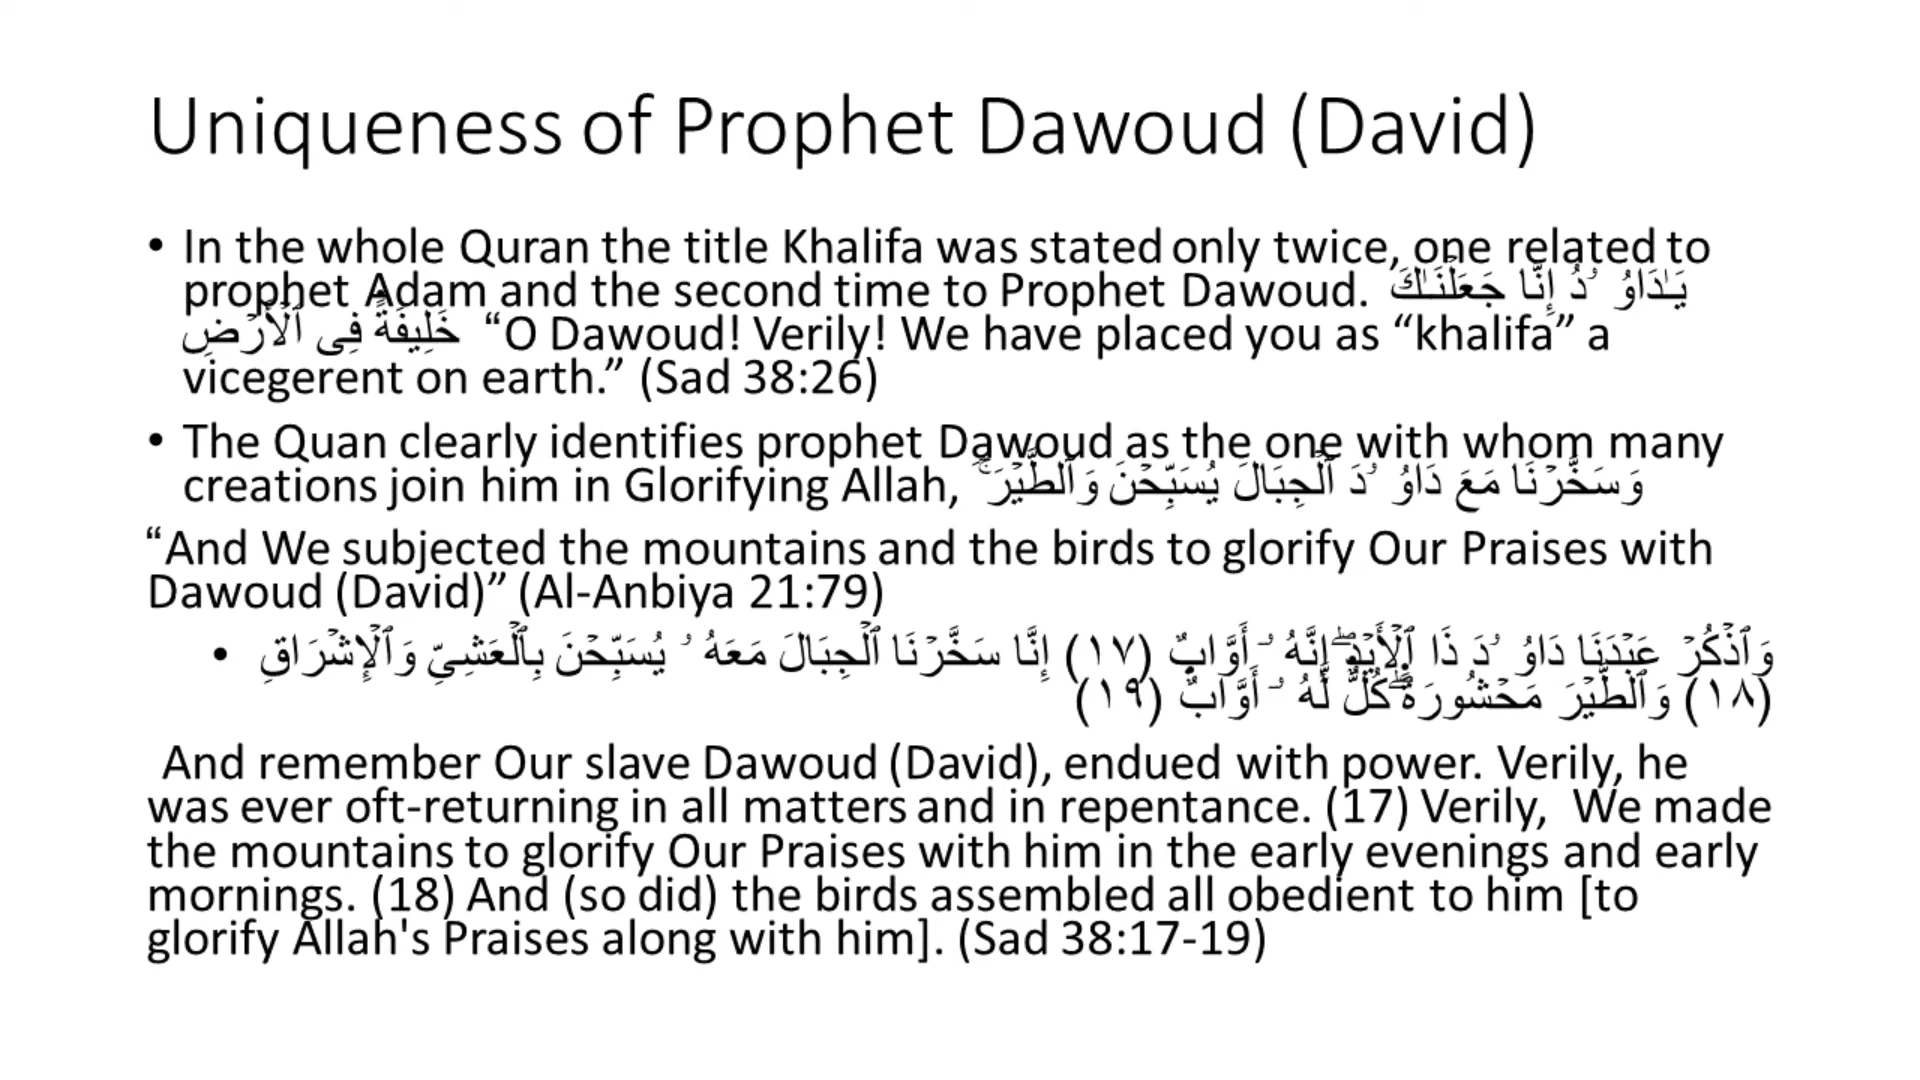 Uniqueness of Prophet Dawoud (David)
• In the whole Quran the title Khalifa was stated only twice, one related to
prophet Adam and the second time to Prophet Dawoud. يَـٰدَاوُ ۥدُ إِنَّا جَعَلۡنَـٰكَ
خَلِيفَةً۬ فِى ٱلۡأَرۡضِ “O Dawoud! Verily! We have placed you as “khalifa” a
vicegerent on earth.” (Sad 38:26)
• The Quan clearly identifies prophet Dawoud as the one with whom many
creations join him in Glorifying Allah, وَسَخَّرۡنَا مَعَ دَاوُ ۥدَ ٱلۡجِبَالَ يُسَبِّحۡنَ وَٱلطَّيۡرَ‌ۚ
“And We subjected the mountains and the birds to glorify Our Praises with
Dawoud (David)” (Al-Anbiya 21:79)
• وَٱذۡكُرۡ عَبۡدَنَا دَاوُ ۥدَ ذَا ٱلۡأَيۡدِ‌ۖ إِنَّهُ ۥۤ أَوَّابٌ (١٧) إِنَّا سَخَّرۡنَا ٱلۡجِبَالَ مَعَهُ ۥ يُسَبِّحۡنَ بِٱلۡعَشِىِّ وَٱلۡإِشۡرَاقِ
(١٨) وَٱلطَّيۡرَ مَحۡشُورَةً۬‌ۖ كُلٌّ۬ لَّهُ ۥۤ أَوَّابٌ۬ (١٩)
And remember Our slave Dawoud (David), endued with power. Verily, he
was ever oft-returning in all matters and in repentance. (17) Verily, We made
the mountains to glorify Our Praises with him in the early evenings and early
mornings. (18) And (so did) the birds assembled all obedient to him [to
glorify Allah's Praises along with him]. (Sad 38:17-19)